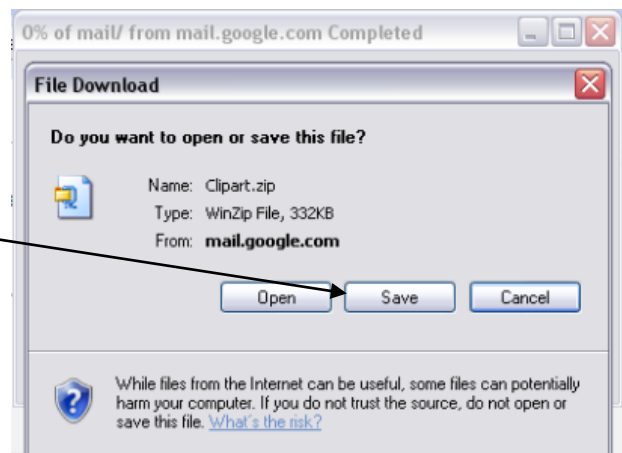 0% of mail/ from mail.google.com Completed
File Download
Do you want to open or save this file?
Name: Clipart.zip
Type: WinZip File, 332KB
From: mail.google.com
Open Save Cancel
While files from the Internet can be useful, some files can potentially
harm your computer. If you do not trust the source, do not open or
save this file. What's the risk?